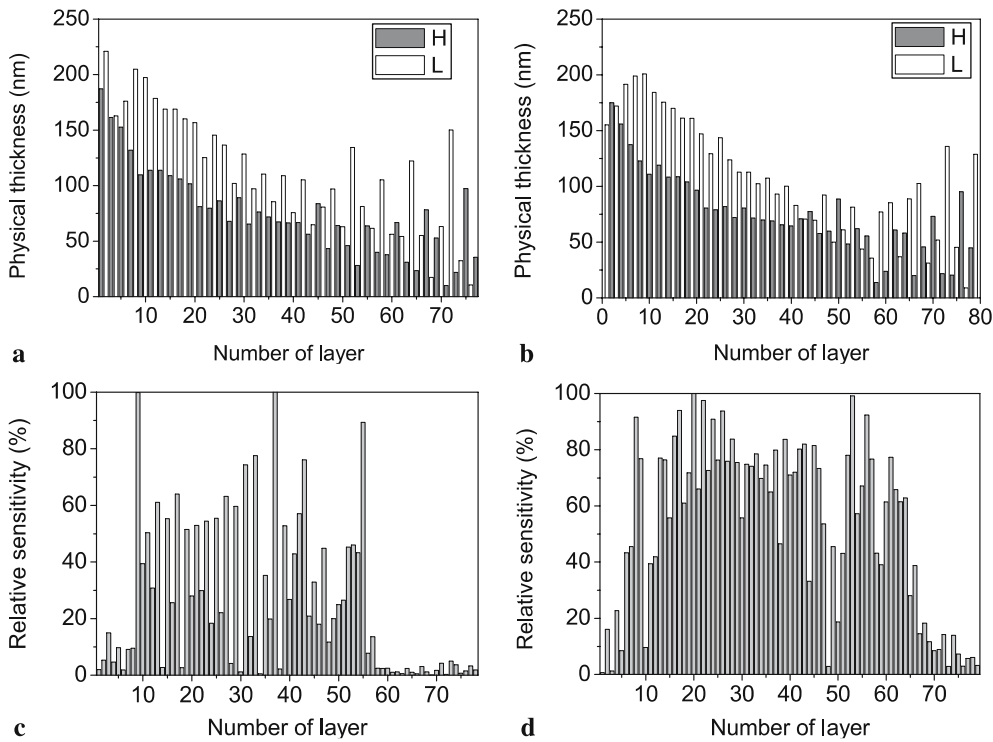 250
200
150
100
50
0
Physical thickness (nm)
H
L
10 20 30 40 50 60 70
Number of layer
a
250
200
150
100
50
0
Physical thickness (nm)
H
L
0 10 20 30 40 50 60 70 80
Number of layer
b
100
80
60
40
20
0
Relative sensitivity (%)
10 20 30 40 50 60 70
Number of layer
c
100
80
60
40
20
0
Relative sensitivity (%)
10 20 30 40 50 60 70
Number of layer
d